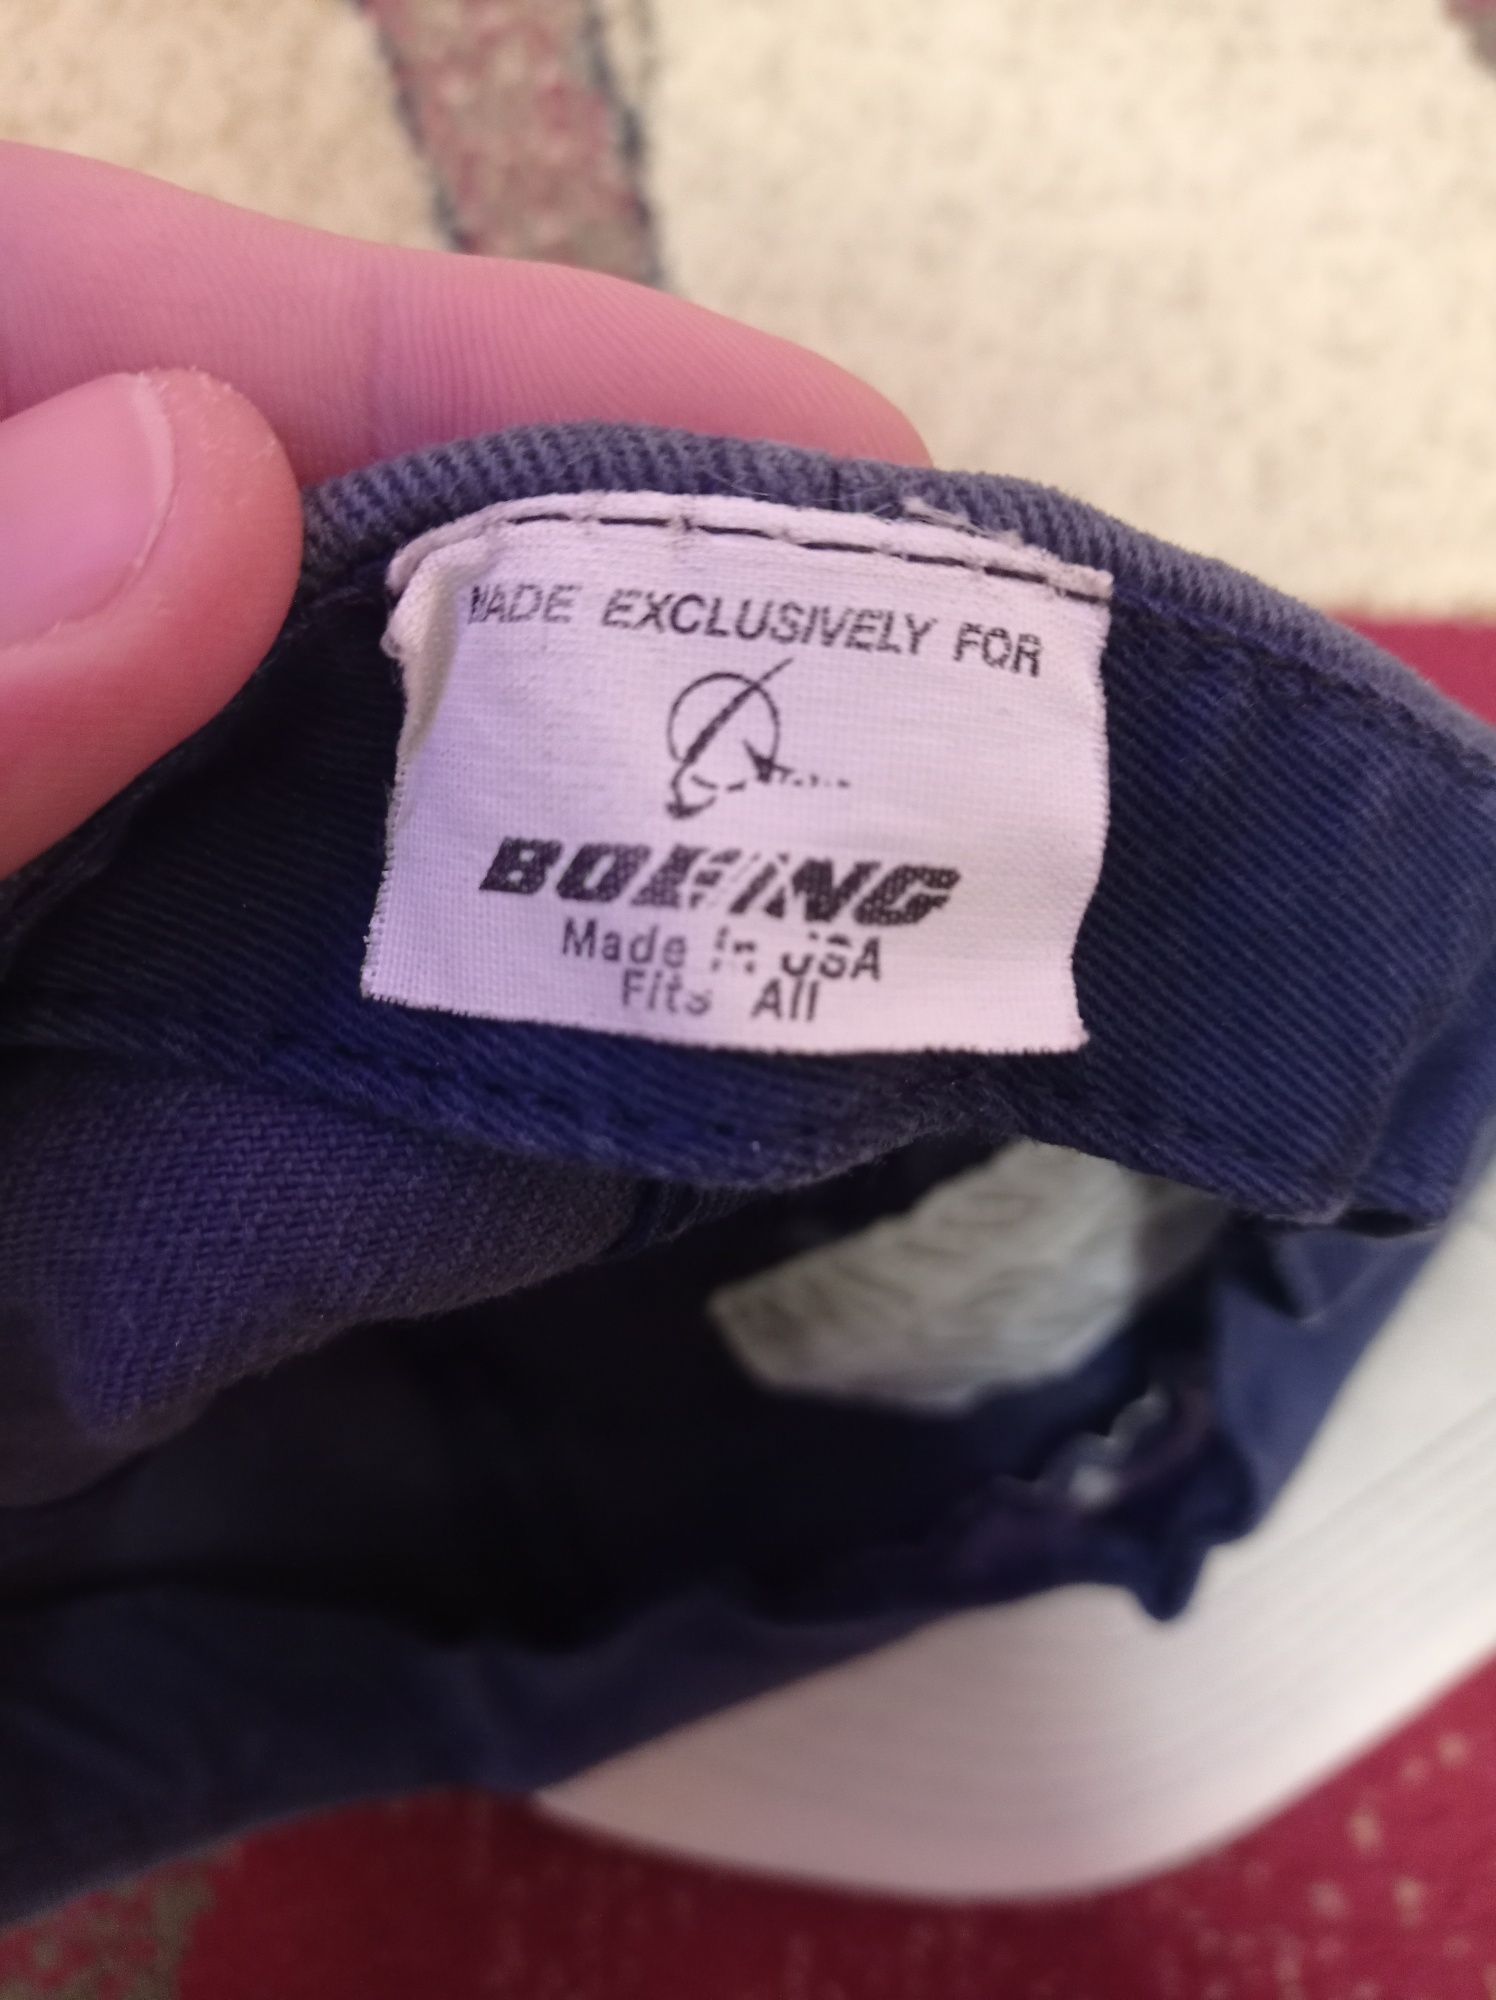 MADE EXCLUSIVELY FOR
BOEING
Made in USA
Fits All